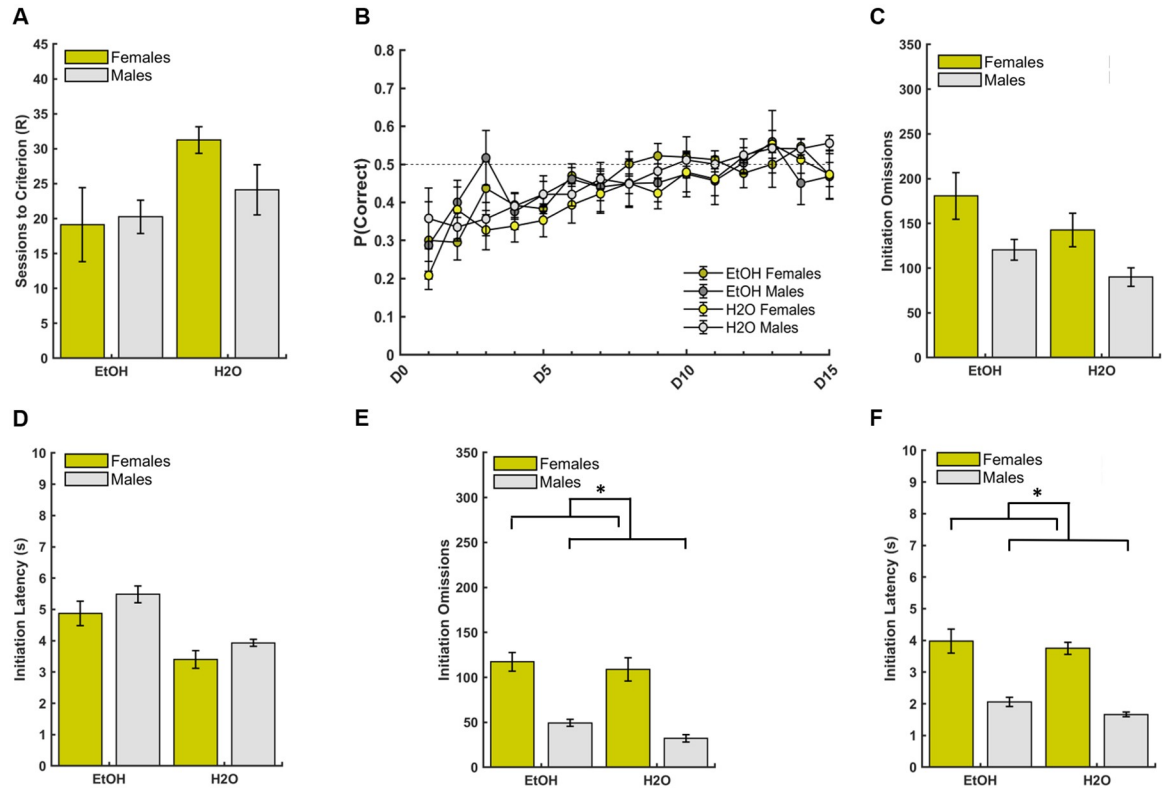 A
Sessions to Criterion (R)
45
40
35
30
25
20
15
10
5
0
Females
Males
EtOH
H2O
B
P(Correct)
0.8
0.7
0.6
0.5
0.4
0.3
0.2
0.1
0
EtOH Females
EtOH Males
H2O Females
H2O Males
D0
D5
D10
D15
C
Initiation Omissions
350
300
250
200
150
100
50
0
Females
Males
EtOH
H2O
D
Initiation Latency (s)
10
9
8
7
6
5
4
3
2
1
0
Females
Males
EtOH
H2O
E
Initiation Omissions
350
300
250
200
150
100
50
0
Females
Males
*
EtOH
H2O
F
Initiation Latency (s)
10
9
8
7
6
5
4
3
2
1
0
Females
Males
*
EtOH
H2O